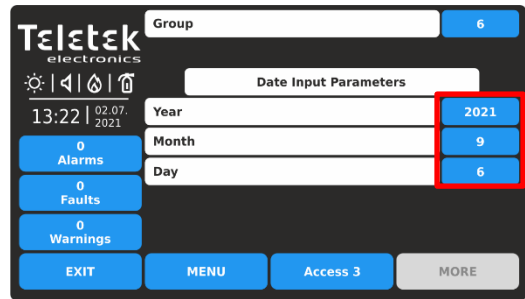 Teletek
electronics
13:22
02.07.
2021
0
Alarms
0
Faults
0
Warnings
EXIT
Group 6
Date Input Parameters
Year 2021
Month 9
Day 6
MENU
Access 3
MORE